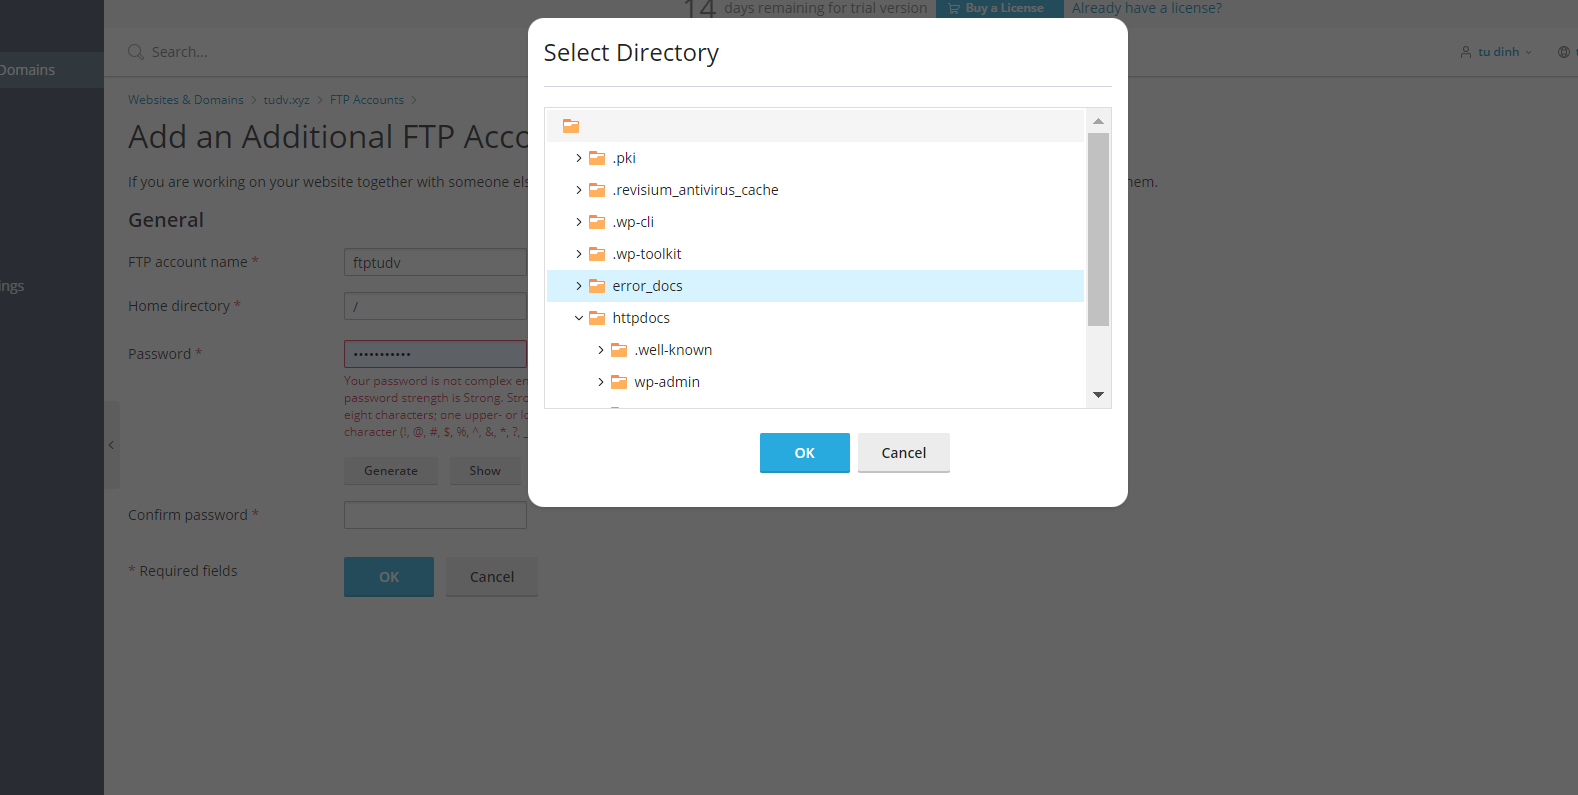 14 days remaining for trial version Buy a License Already have a license?
Domains
Search...
tu dinh
Websites & Domains > tudv.xyz > FTP Accounts >
Add an Additional FTP Acco
If you are working on your website together with someone els
hem.
General
FTP account name *
ftptudv
ings
Home directory *
/
Password *
•••••••••••
Your password is not complex en
password strength is Strong. Stro
eight characters; one upper- or lo
character (!, @, #, $, %, ^, &, *, ?, _
Generate
Show
Confirm password *
* Required fields
OK
Cancel
Select Directory
.pki
.revisium_antivirus_cache
.wp-cli
.wp-toolkit
error_docs
httpdocs
.well-known
wp-admin
OK
Cancel